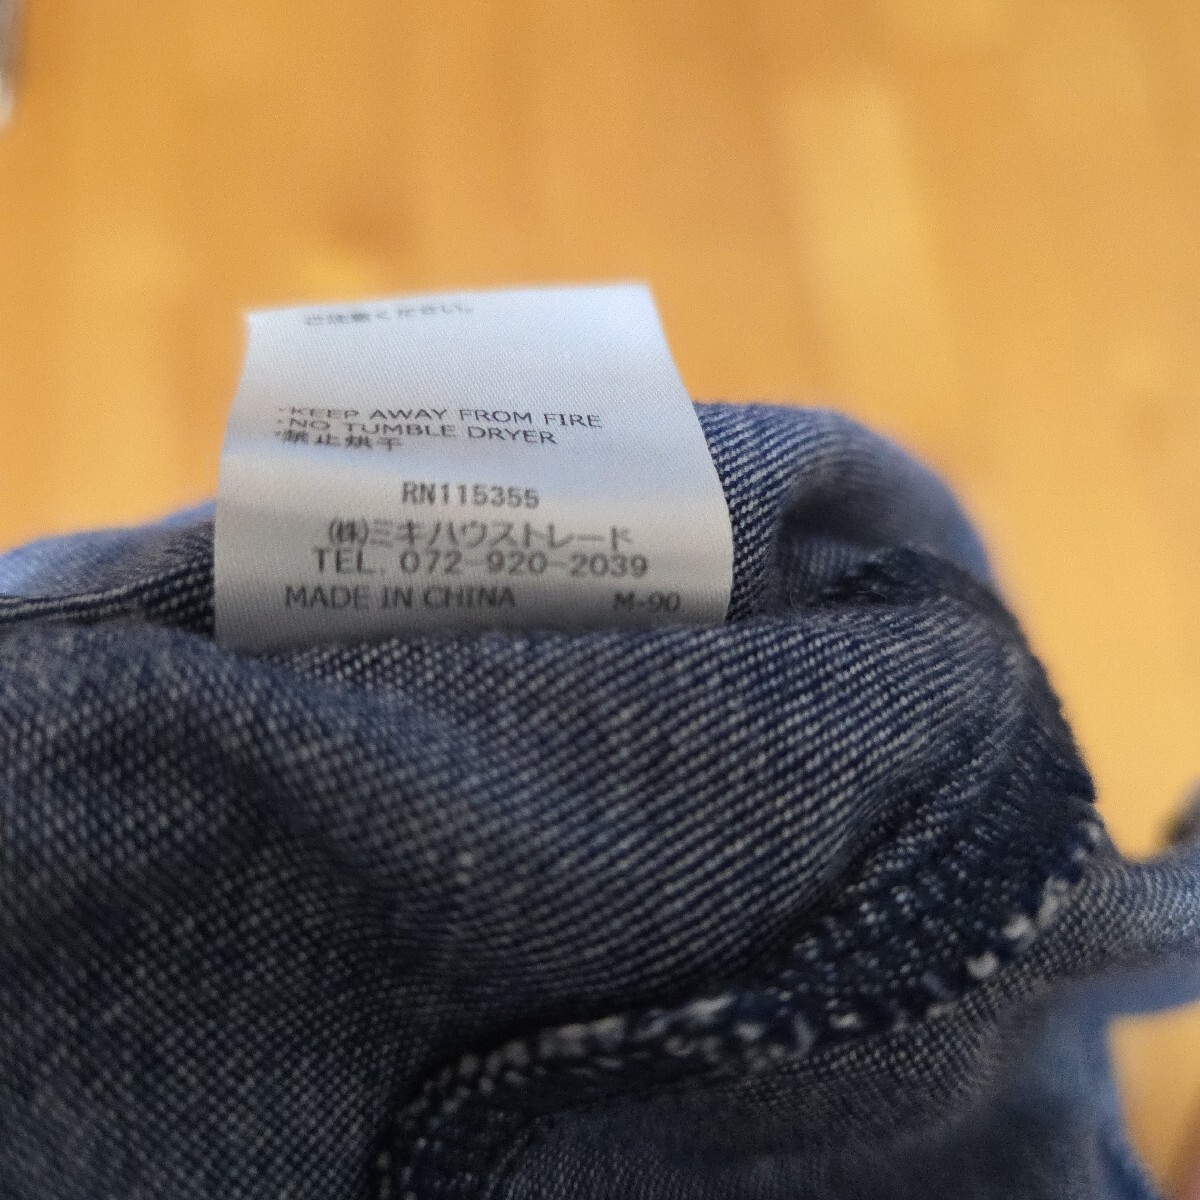 ご注意ください。
・KEEP AWAY FROM FIRE
・NO TUMBLE DRYER
・禁止烘干
RN115355
(株)ミキハウストレード
TEL. 072-920-2039
MADE IN CHINA M-90